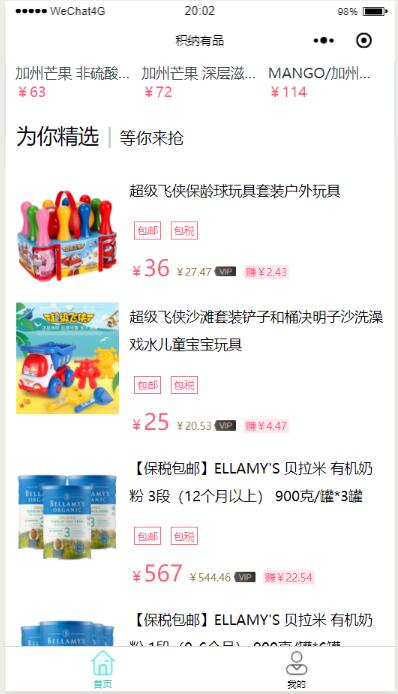 WeChat4G 20:02 98%
积纳有品
加州芒果 非硫酸... 加州芒果 深层滋... MANGO/加州...
￥63 ￥72 ￥114
为你精选 | 等你来抢
超级飞侠保龄球玩具套装户外玩具
包邮 包税
￥36 ￥27.47 VIP 赚￥2.43
超级飞侠
超级飞侠沙滩套装铲子和桶决明子沙洗澡
戏水儿童宝宝玩具
包邮 包税
￥25 ￥20.53 VIP 赚￥4.47
BELLAMY'S
ORGANIC
3
【保税包邮】ELLAMY'S 贝拉米 有机奶
粉 3段（12个月以上） 900克/罐*3罐
包邮 包税
￥567 ￥544.46 VIP 赚￥22.54
【保税包邮】ELLAMY'S 贝拉米 有机奶
粉 1段（0-6个月） 900克/罐*6罐
首页 我的